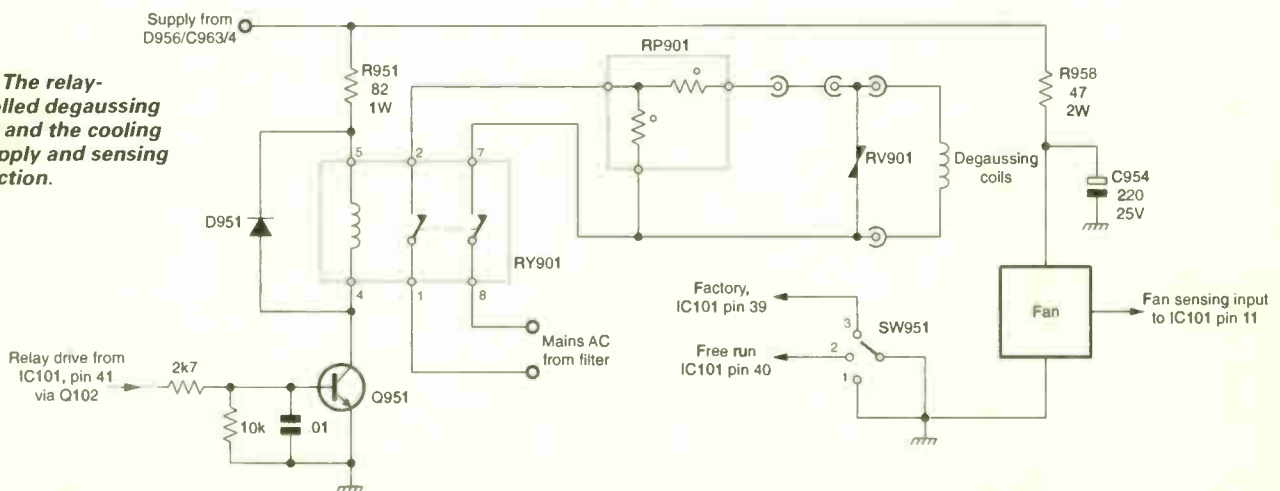 Supply from
D956/C963/4
The relay-
lled degaussing
and the cooling
pply and sensing
ction.
R951
82
1W
RP901
R958
47
2W
5
2
7
D951
RY901
4
1
8
RV901
Degaussing
coils
C954
220
25V
Mains AC
from filter
Factory,
IC101 pin 39
3
SW951
Free run
IC101 pin 40
2
1
Fan
Fan sensing input
to IC101 pin 11
Relay drive from
IC101, pin 41
via Q102
2k7
10k
.01
Q951